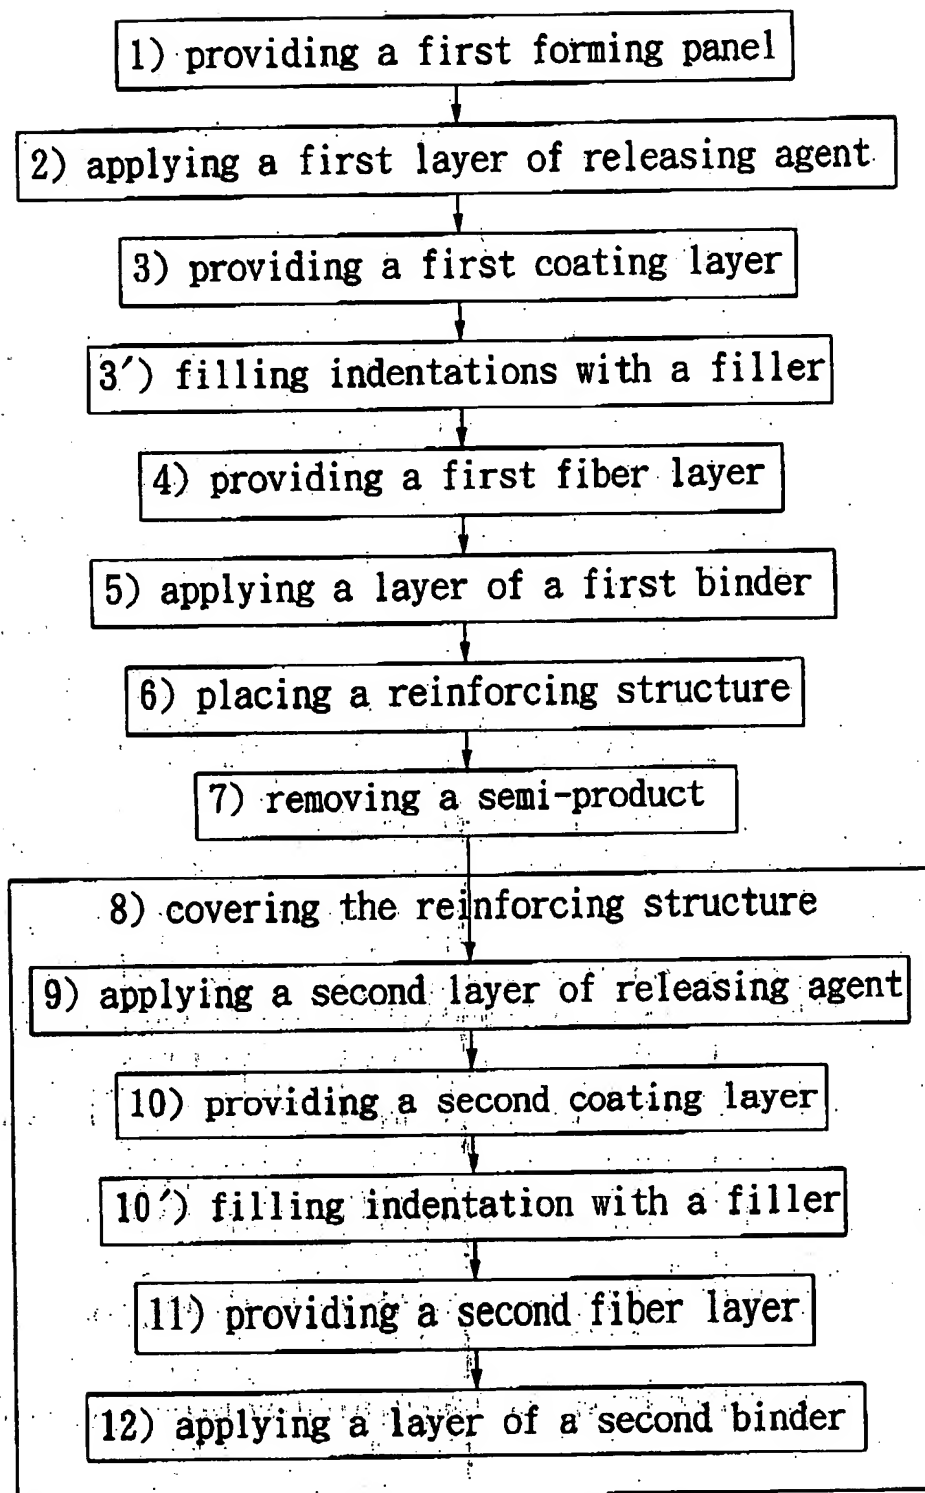 1) providing a first forming panel
2) applying a first layer of releasing agent
3) providing a first coating layer
3') filling indentations with a filler
4) providing a first fiber layer
5) applying a layer of a first binder
6) placing a reinforcing structure
7) removing a semi-product
8) covering the reinforcing structure
9) applying a second layer of releasing agent
10) providing a second coating layer
10') filling indentation with a filler
11) providing a second fiber layer
12) applying a layer of a second binder